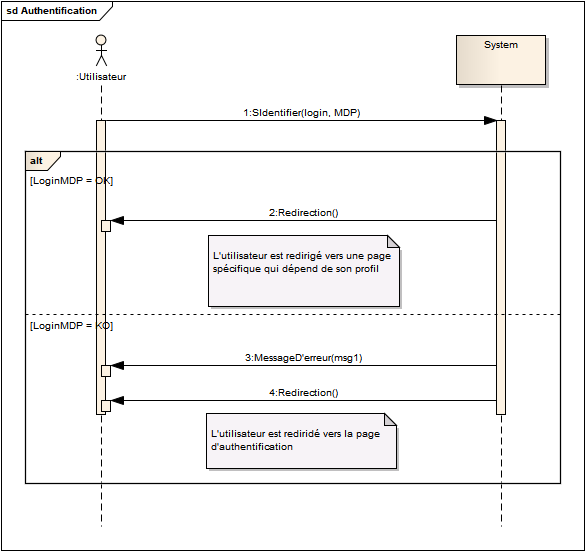 sd Authentification
System
:Utilisateur
1:SIdentifier(login, MDP)
alt
[LoginMDP = OK]
2:Redirection()
L'utilisateur est redirigé vers une page
spécifique qui dépend de son profil
[LoginMDP = KO]
3:MessageD'erreur(msg1)
4:Redirection()
L'utilisateur est rediridé vers la page
d'authentification